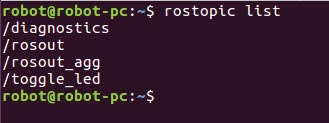 robot@robot-pc:~$ rostopic list
/diagnostics
/rosout
/rosout_agg
/toggle_led
robot@robot-pc:~$